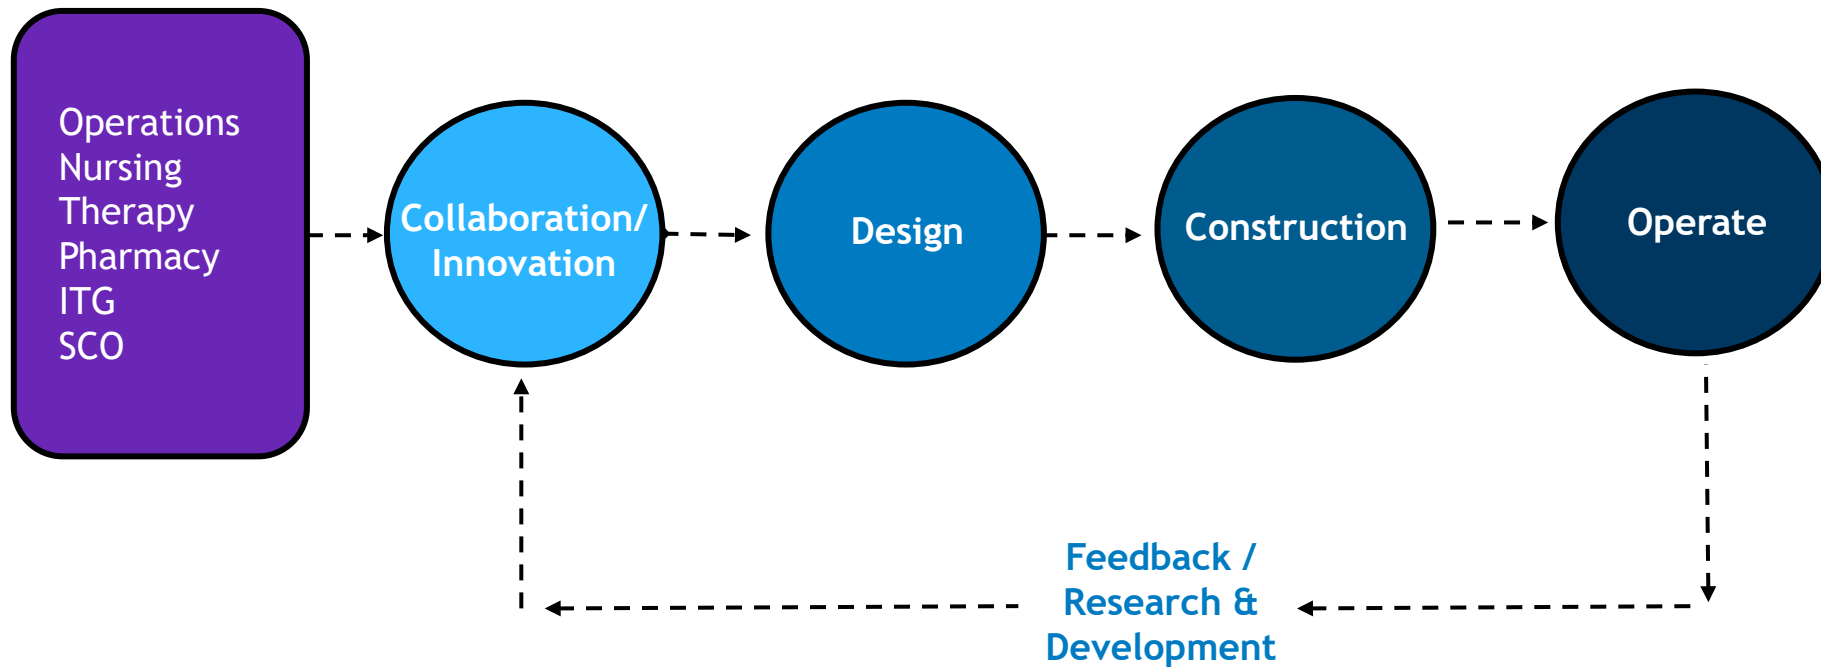 Operations
Nursing
Therapy
Pharmacy
ITG
SCO
Collaboration/
Innovation
Design
Construction
Operate
Feedback /
Research &
Development